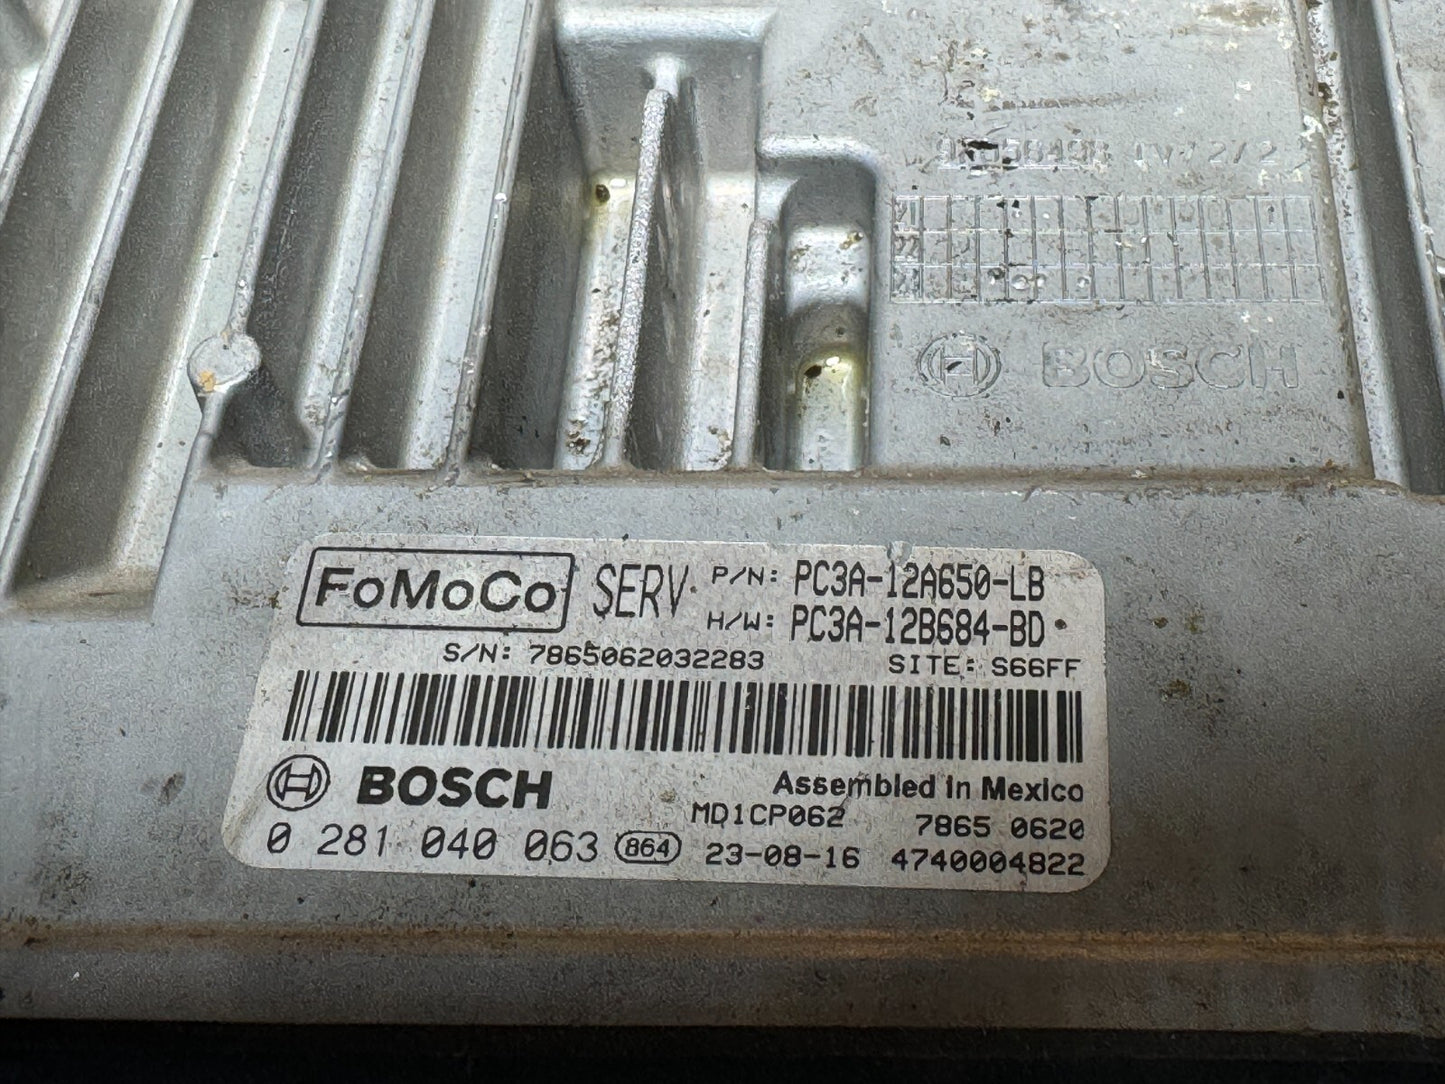 BOSCH
FoMoCo SERV P/N: PC3A-12A650-LB
H/W: PC3A-12B684-BD
S/N: 7865062032283 SITE: S66FF
BOSCH Assembled in Mexico
MD1CP062 7865 0620
0 281 040 063 864 23-08-16 4740004822